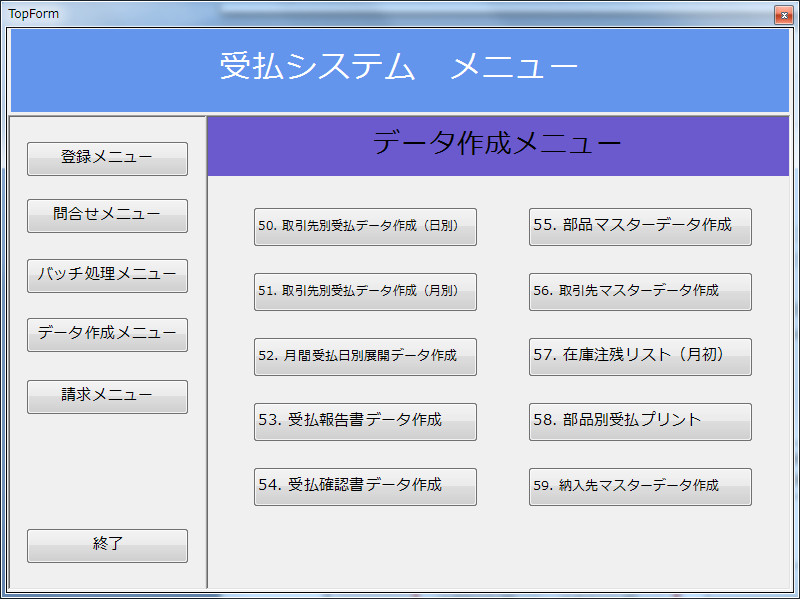 TopForm
受払システム　メニュー
登録メニュー
問合せメニュー
バッチ処理メニュー
データ作成メニュー
請求メニュー
終了
データ作成メニュー
50. 取引先別受払データ作成（日別）
51. 取引先別受払データ作成（月別）
52. 月間受払日別展開データ作成
53. 受払報告書データ作成
54. 受払確認書データ作成
55. 部品マスターデータ作成
56. 取引先マスターデータ作成
57. 在庫注残リスト（月初）
58. 部品別受払プリント
59. 納入先マスターデータ作成